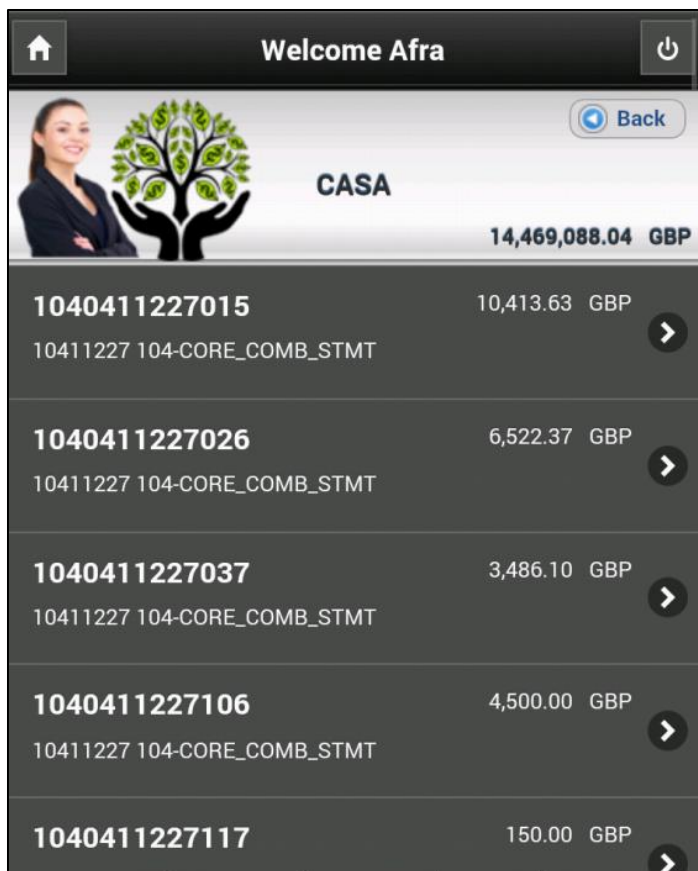 Welcome Afra
Back
CASA
14,469,088.04 GBP
1040411227015 10,413.63 GBP
10411227 104-CORE_COMB_STMT
1040411227026 6,522.37 GBP
10411227 104-CORE_COMB_STMT
1040411227037 3,486.10 GBP
10411227 104-CORE_COMB_STMT
1040411227106 4,500.00 GBP
10411227 104-CORE_COMB_STMT
1040411227117 150.00 GBP